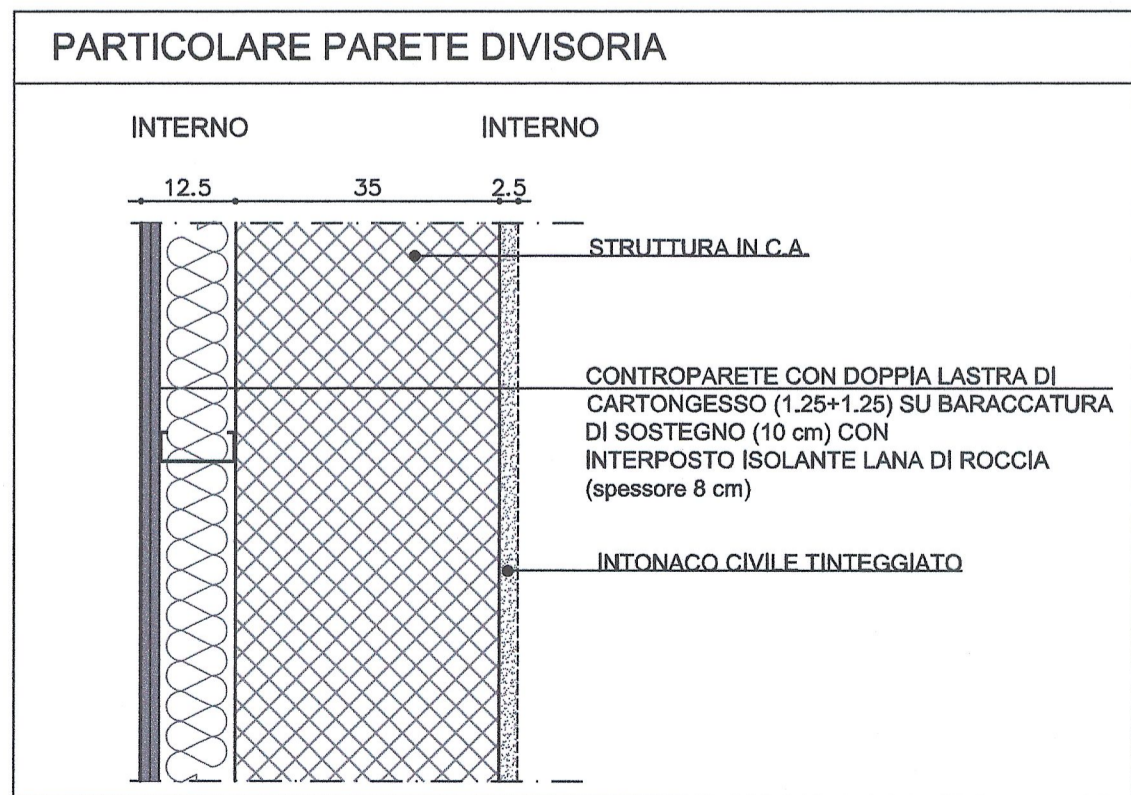 PARTICOLARE PARETE DIVISORIA
INTERNO INTERNO
12.5 35 2.5
STRUTTURA IN C.A.
CONTROPARETE CON DOPPIA LASTRA DI
CARTONGESSO (1.25+1.25) SU BARACCATURA
DI SOSTEGNO (10 cm) CON
INTERPOSTO ISOLANTE LANA DI ROCCIA
(spessore 8 cm)
INTONACO CIVILE TINTEGGIATO